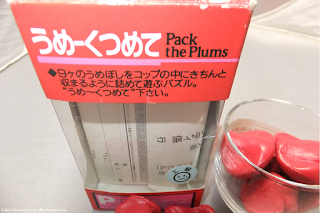 うめーくつめて
Pack
the Plums
◆9ケのうめぼしをコップの中にきちんと
収まるように詰めて遊ぶパズル。
"うめーくつめて"下さい。